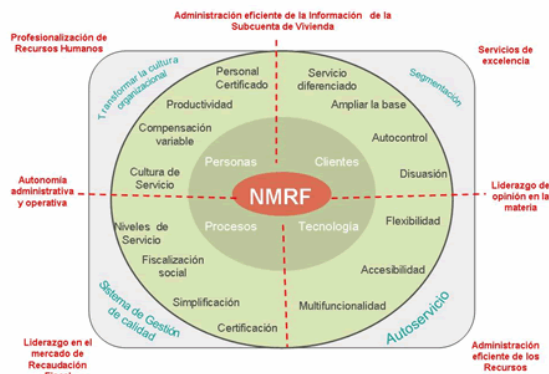 Administración eficiente de la Información de la
Subcuenta de Vivienda
Profesionalización de
Recursos Humanos
Servicios de
excelencia
Transformar la cultura
organizacional
Segmentación
Personal
Certificado
Servicio
diferenciado
Productividad
Ampliar la base
Compensación
variable
Autocontrol
Personas
Clientes
Cultura de
Servicio
Disuasión
Autonomía
administrativa
y operativa
NMRF
Liderazgo de
opinión en la
materia
Niveles de
Servicio
Procesos
Tecnologia
Flexibilidad
Fiscalización
social
Accesibilidad
Simplificación
Multifuncionalidad
Certificación
Sistema de Gestión
de calidad
Autoservicio
Liderazgo en el
mercado de
Recaudación
Administración
eficiente de los
Recursos